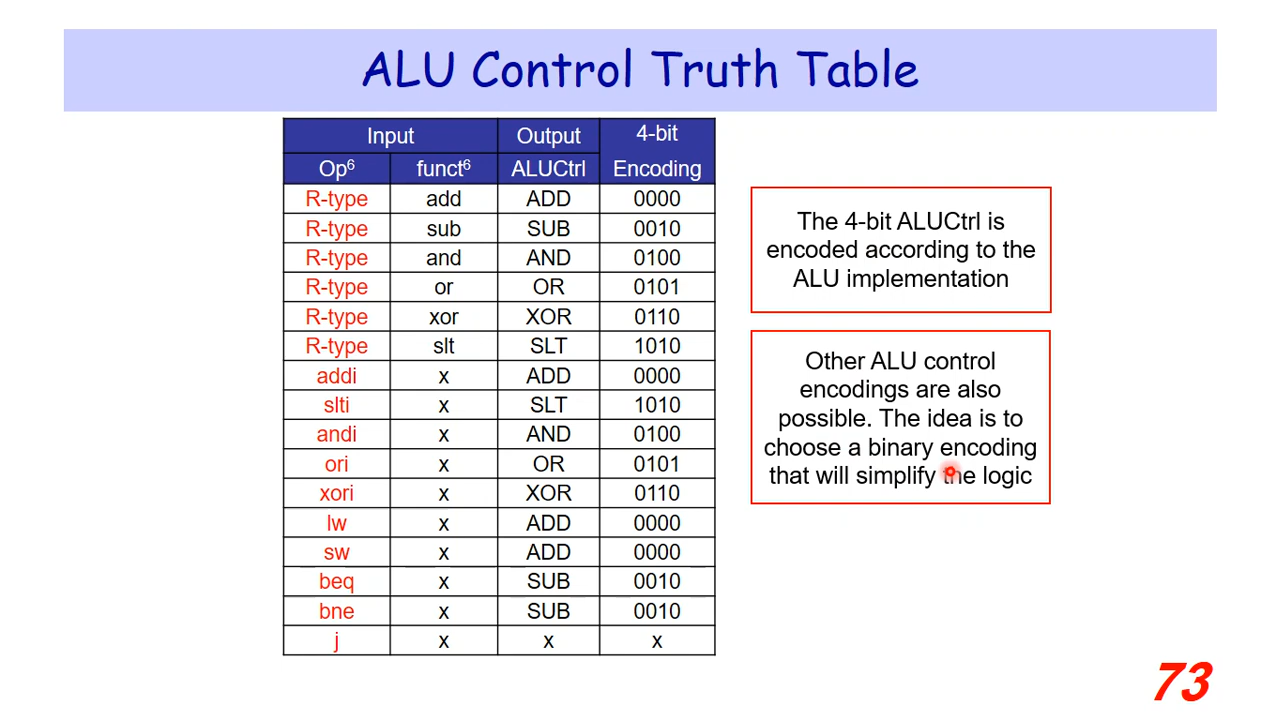 ALU Control Truth Table
Input Output 4-bit
Op⁶ funct⁶ ALUCtrl Encoding
R-type add ADD 0000
R-type sub SUB 0010
R-type and AND 0100
R-type or OR 0101
R-type xor XOR 0110
R-type slt SLT 1010
addi x ADD 0000
slti x SLT 1010
andi x AND 0100
ori x OR 0101
xori x XOR 0110
lw x ADD 0000
sw x ADD 0000
beq x SUB 0010
bne x SUB 0010
j x x x
The 4-bit ALUCtrl is
encoded according to the
ALU implementation
Other ALU control
encodings are also
possible. The idea is to
choose a binary encoding
that will simplify the logic
73